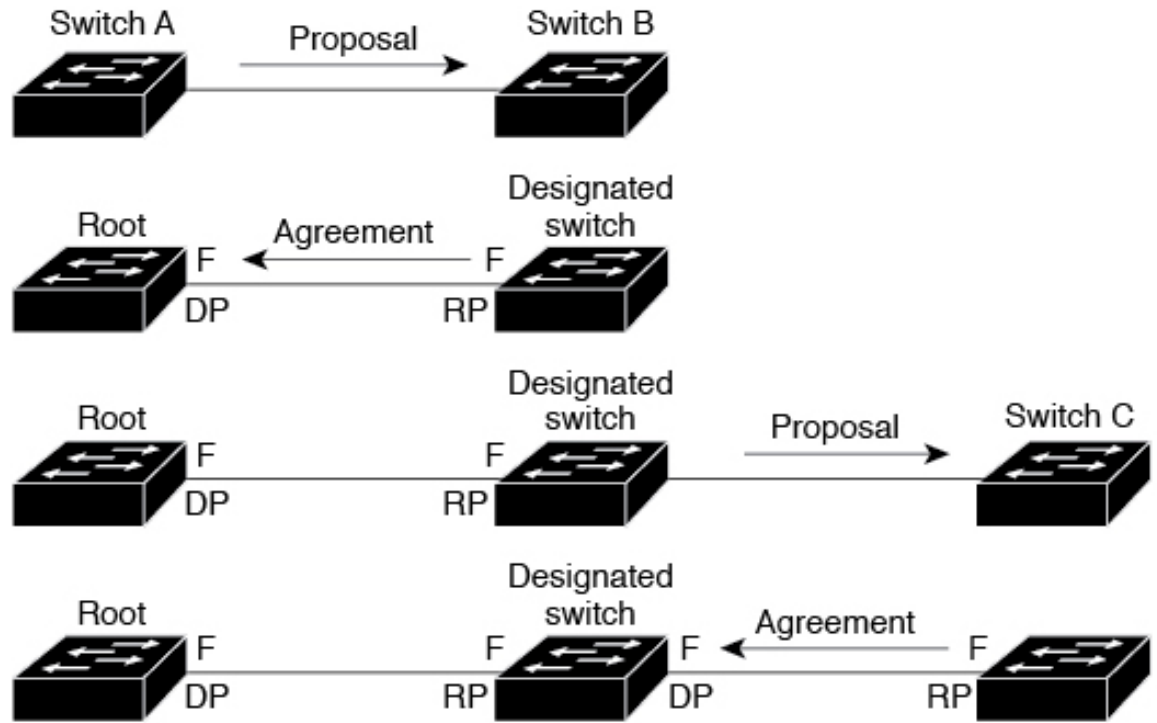 Switch A
Proposal
Switch B
Root
Agreement
Designated
switch
F
F
DP
RP
Root
Designated
switch
Proposal
Switch C
F
F
DP
RP
Root
Designated
switch
Agreement
F
F
F
F
DP
RP
DP
RP